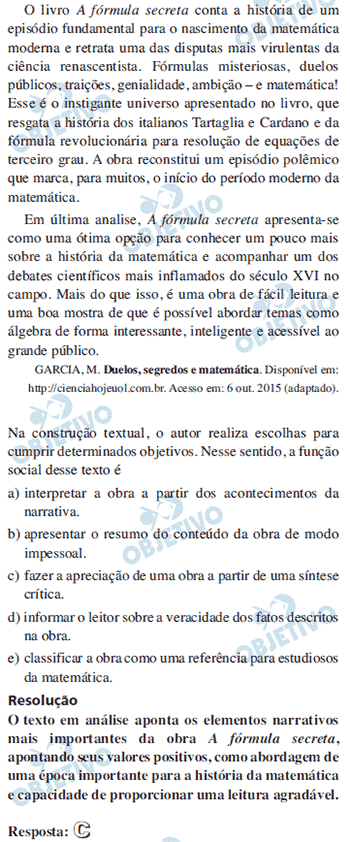 O livro A fórmula secreta conta a história de um
episódio fundamental para o nascimento da matemática
moderna e retrata uma das disputas mais virulentas da
ciência renascentista. Fórmulas misteriosas, duelos
públicos, traições, genialidade, ambição – e matemática!
Esse é o instigante universo apresentado no livro, que
resgata a história dos italianos Tartaglia e Cardano e da
fórmula revolucionária para resolução de equações de
terceiro grau. A obra reconstitui um episódio polêmico
que marca, para muitos, o início do período moderno da
matemática.
Em última analise, A fórmula secreta apresenta-se
como uma ótima opção para conhecer um pouco mais
sobre a história da matemática e acompanhar um dos
debates científicos mais inflamados do século XVI no
campo. Mais do que isso, é uma obra de fácil leitura e
uma boa mostra de que é possível abordar temas como
álgebra de forma interessante, inteligente e acessível ao
grande público.
GARCIA, M. Duelos, segredos e matemática. Disponível em:
http://cienciahojeuol.com.br. Acesso em: 6 out. 2015 (adaptado).
Na construção textual, o autor realiza escolhas para
cumprir determinados objetivos. Nesse sentido, a função
social desse texto é
a) interpretar a obra a partir dos acontecimentos da
narrativa.
b) apresentar o resumo do conteúdo da obra de modo
impessoal.
c) fazer a apreciação de uma obra a partir de uma síntese
crítica.
d) informar o leitor sobre a veracidade dos fatos descritos
na obra.
e) classificar a obra como uma referência para estudiosos
da matemática.
Resolução
O texto em análise aponta os elementos narrativos
mais importantes da obra A fórmula secreta,
apontando seus valores positivos, como abordagem de
uma época importante para a história da matemática
e capacidade de proporcionar uma leitura agradável.
Resposta: C